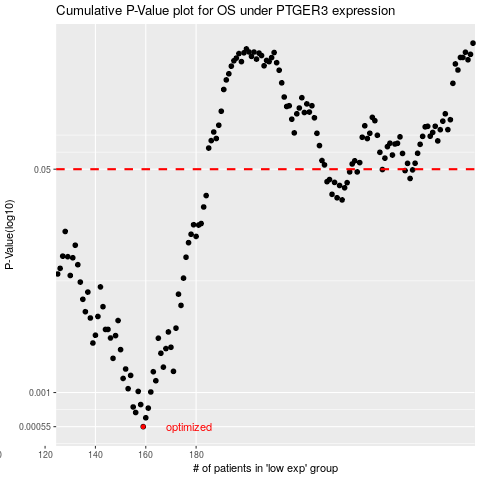 Cumulative P-Value plot for OS under PTGER3 expression
P-Value(log10)
0.05
0.001
0.00055
optimized
0
120
140
160
180
# of patients in 'low exp' group